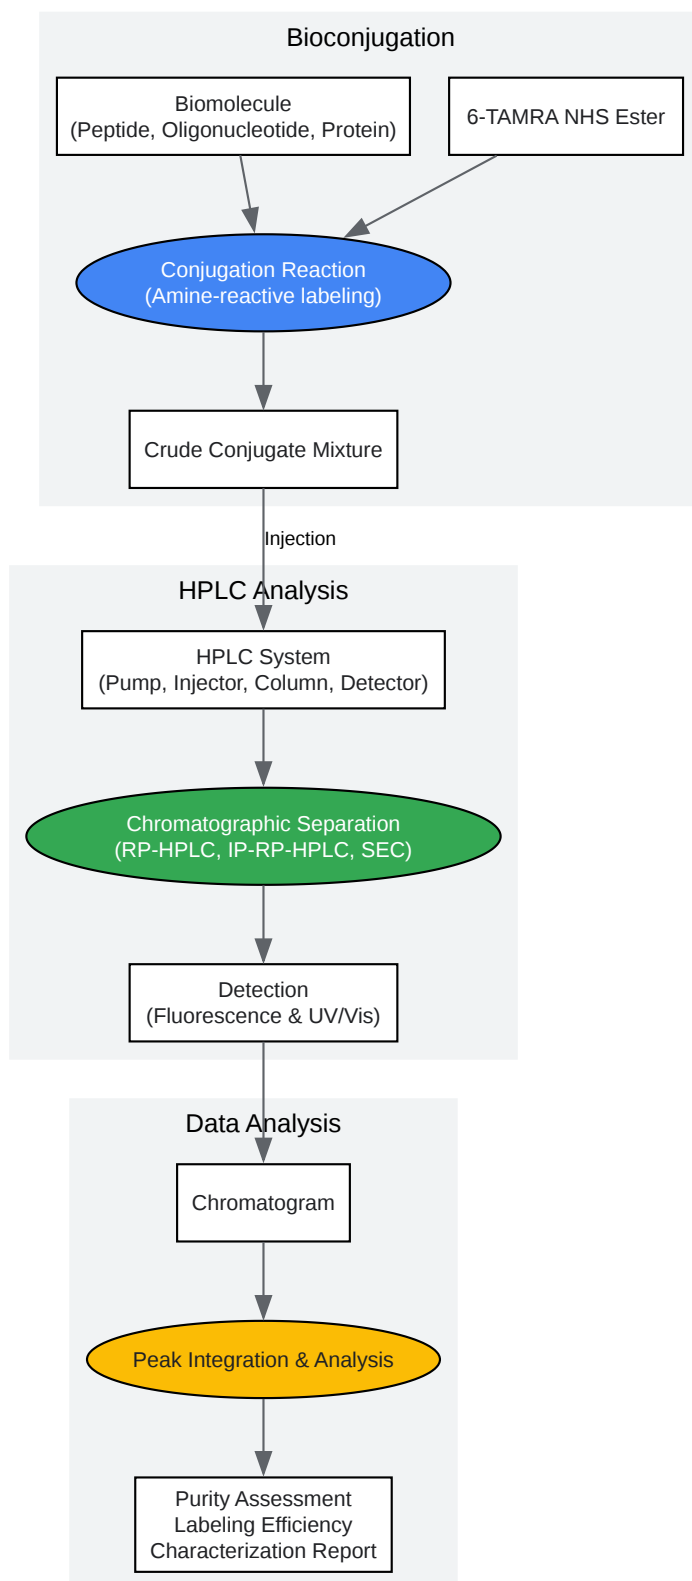 Bioconjugation
Biomolecule
(Peptide, Oligonucleotide, Protein)
6-TAMRA NHS Ester
Conjugation Reaction
(Amine-reactive labeling)
Crude Conjugate Mixture
Injection
HPLC Analysis
HPLC System
(Pump, Injector, Column, Detector)
Chromatographic Separation
(RP-HPLC, IP-RP-HPLC, SEC)
Detection
(Fluorescence & UV/Vis)
Data Analysis
Chromatogram
Peak Integration & Analysis
Purity Assessment
Labeling Efficiency
Characterization Report